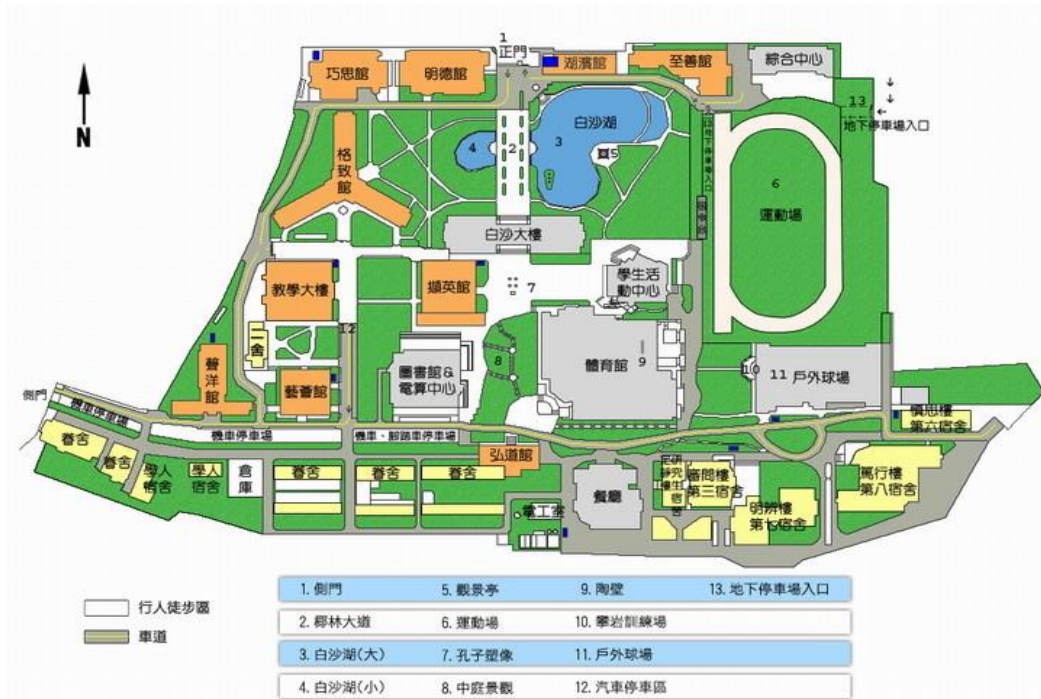 1
正門
巧思館
明德館
湖濱館
至善館
綜合中心
N
13
地下停車場入口
白沙湖
3
4
2
5
13地下停車場入口
格致館
6
運動場
白沙大樓
教學大樓
擷英館
7
學生活
動中心
二舍
12
圖書館&
電算中心
8
體育館
9
10
11 戶外球場
聲洋館
藝薈館
側門
機車停車場
機車停車場
機車、腳踏車停車場
慎思樓
第六宿舍
眷舍
眷舍
學人
宿舍
學人
宿舍
倉
庫
眷舍
眷舍
眷舍
弘道館
餐廳
電工室
審問樓
第三宿舍
明辨樓
第七宿舍
篤行樓
第八宿舍
行人徒步區
車道
1. 側門
5. 觀景亭
9. 陶壁
13. 地下停車場入口
2. 椰林大道
6. 運動場
10. 攀岩訓練場
3. 白沙湖(大)
7. 孔子塑像
11. 戶外球場
4. 白沙湖(小)
8. 中庭景觀
12. 汽車停車區